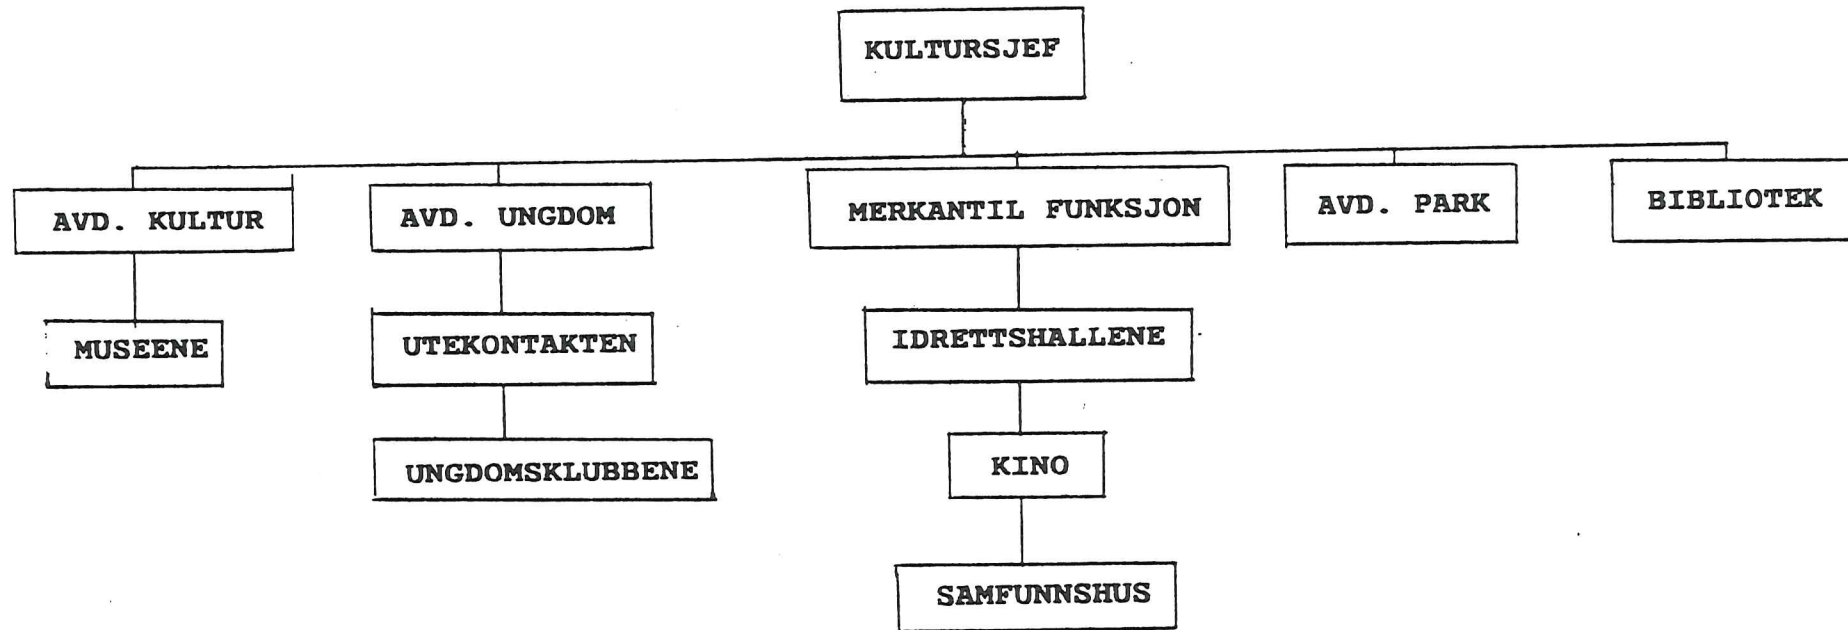 KULTURSJEF
AVD. KULTUR
AVD. UNGDOM
MERKANTIL FUNKSJON
AVD. PARK
BIBLIOTEK
MUSEENE
UTEKONTAKTEN
IDRETTSHALLENE
UNGDOMSKLUBBENE
KINO
SAMFUNNSHUS